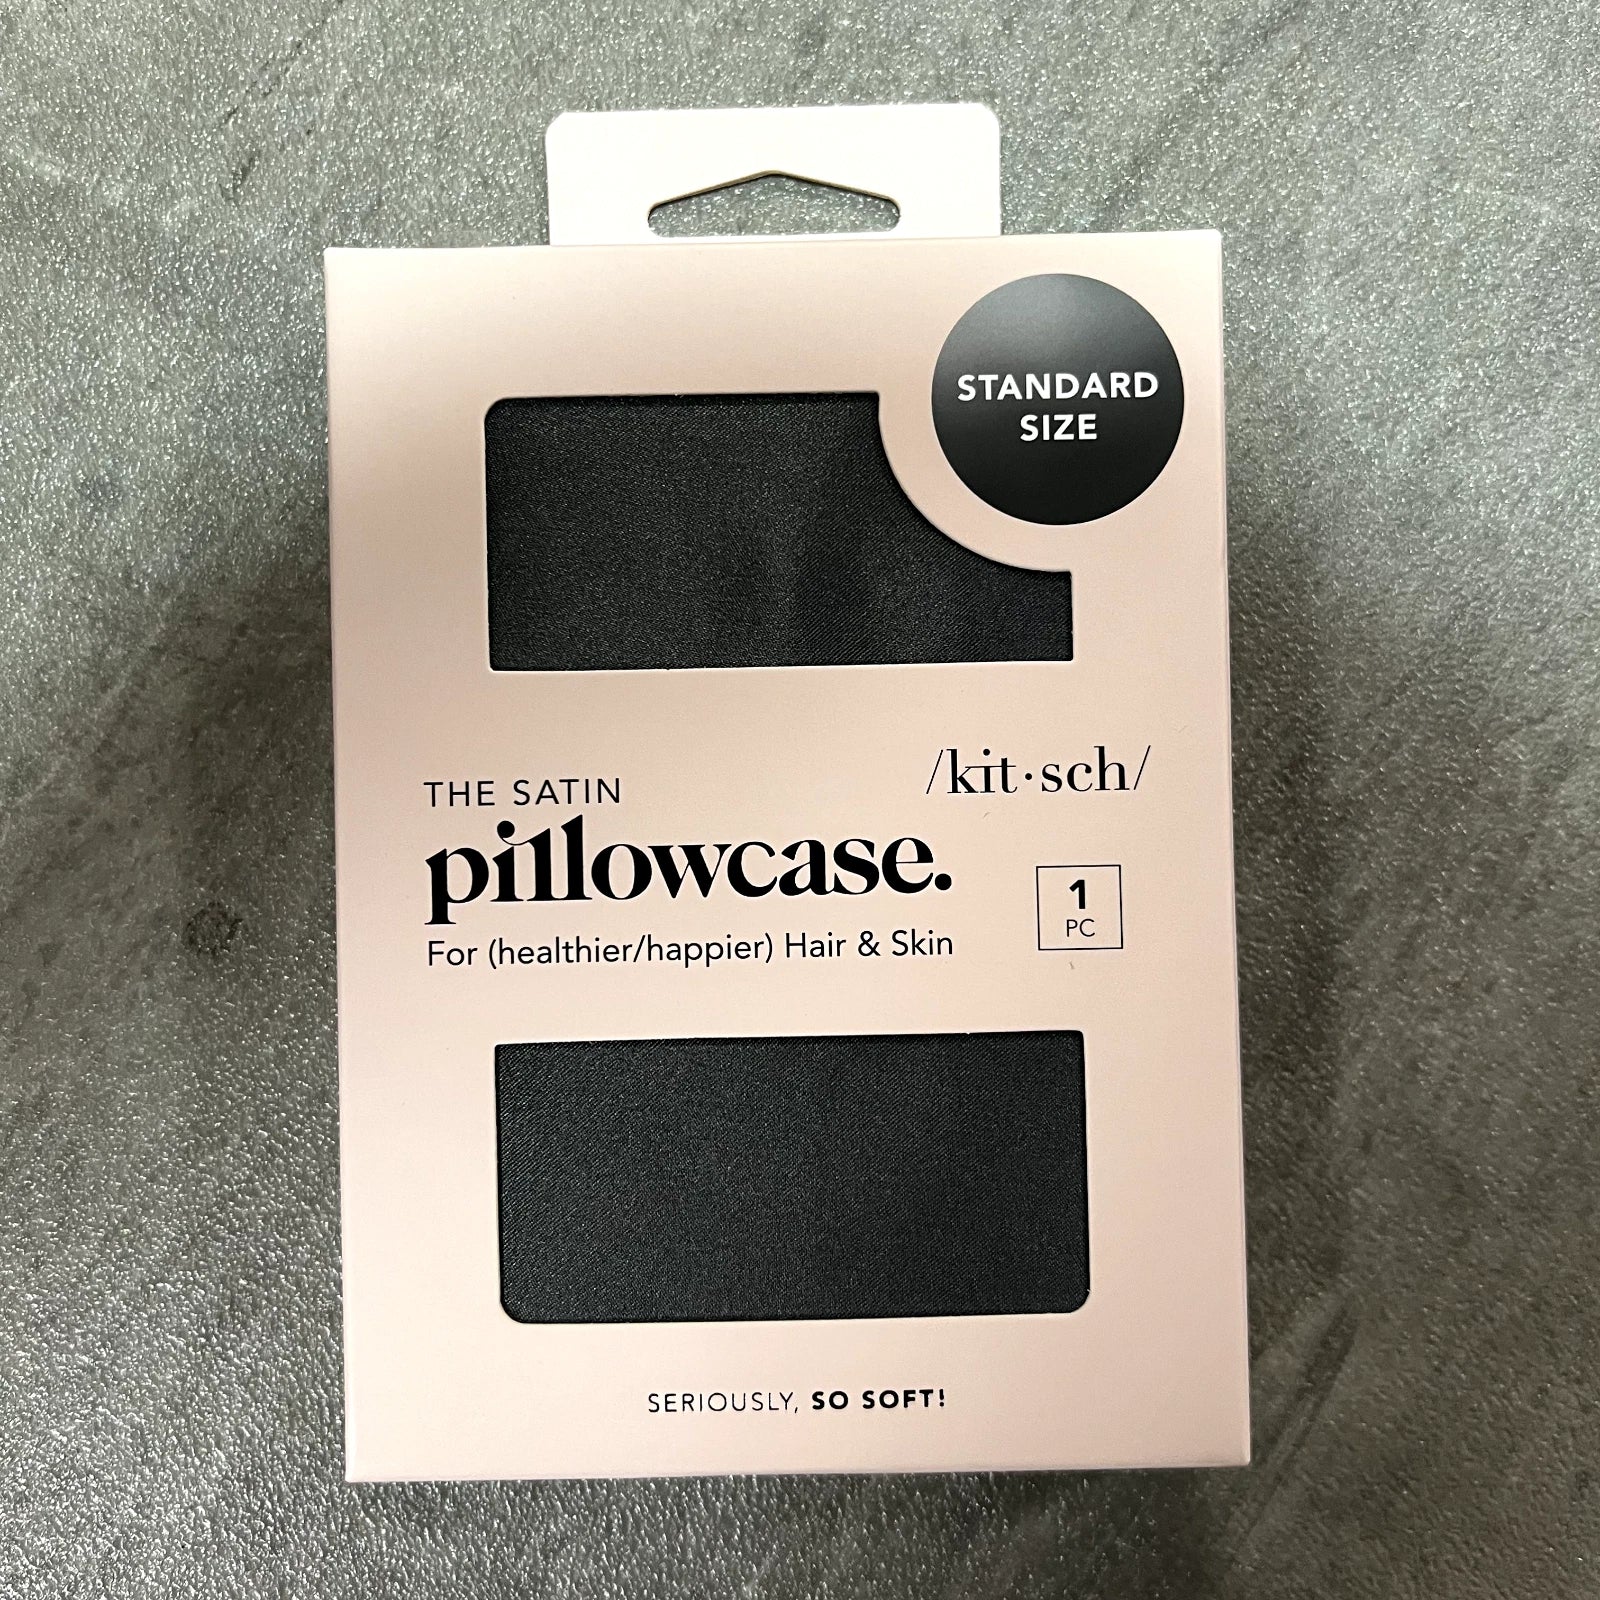 STANDARD
SIZE
/kit·sch/
THE SATIN
pillowcase.
For (healthier/happier) Hair & Skin
1
PC
SERIOUSLY, SO SOFT!